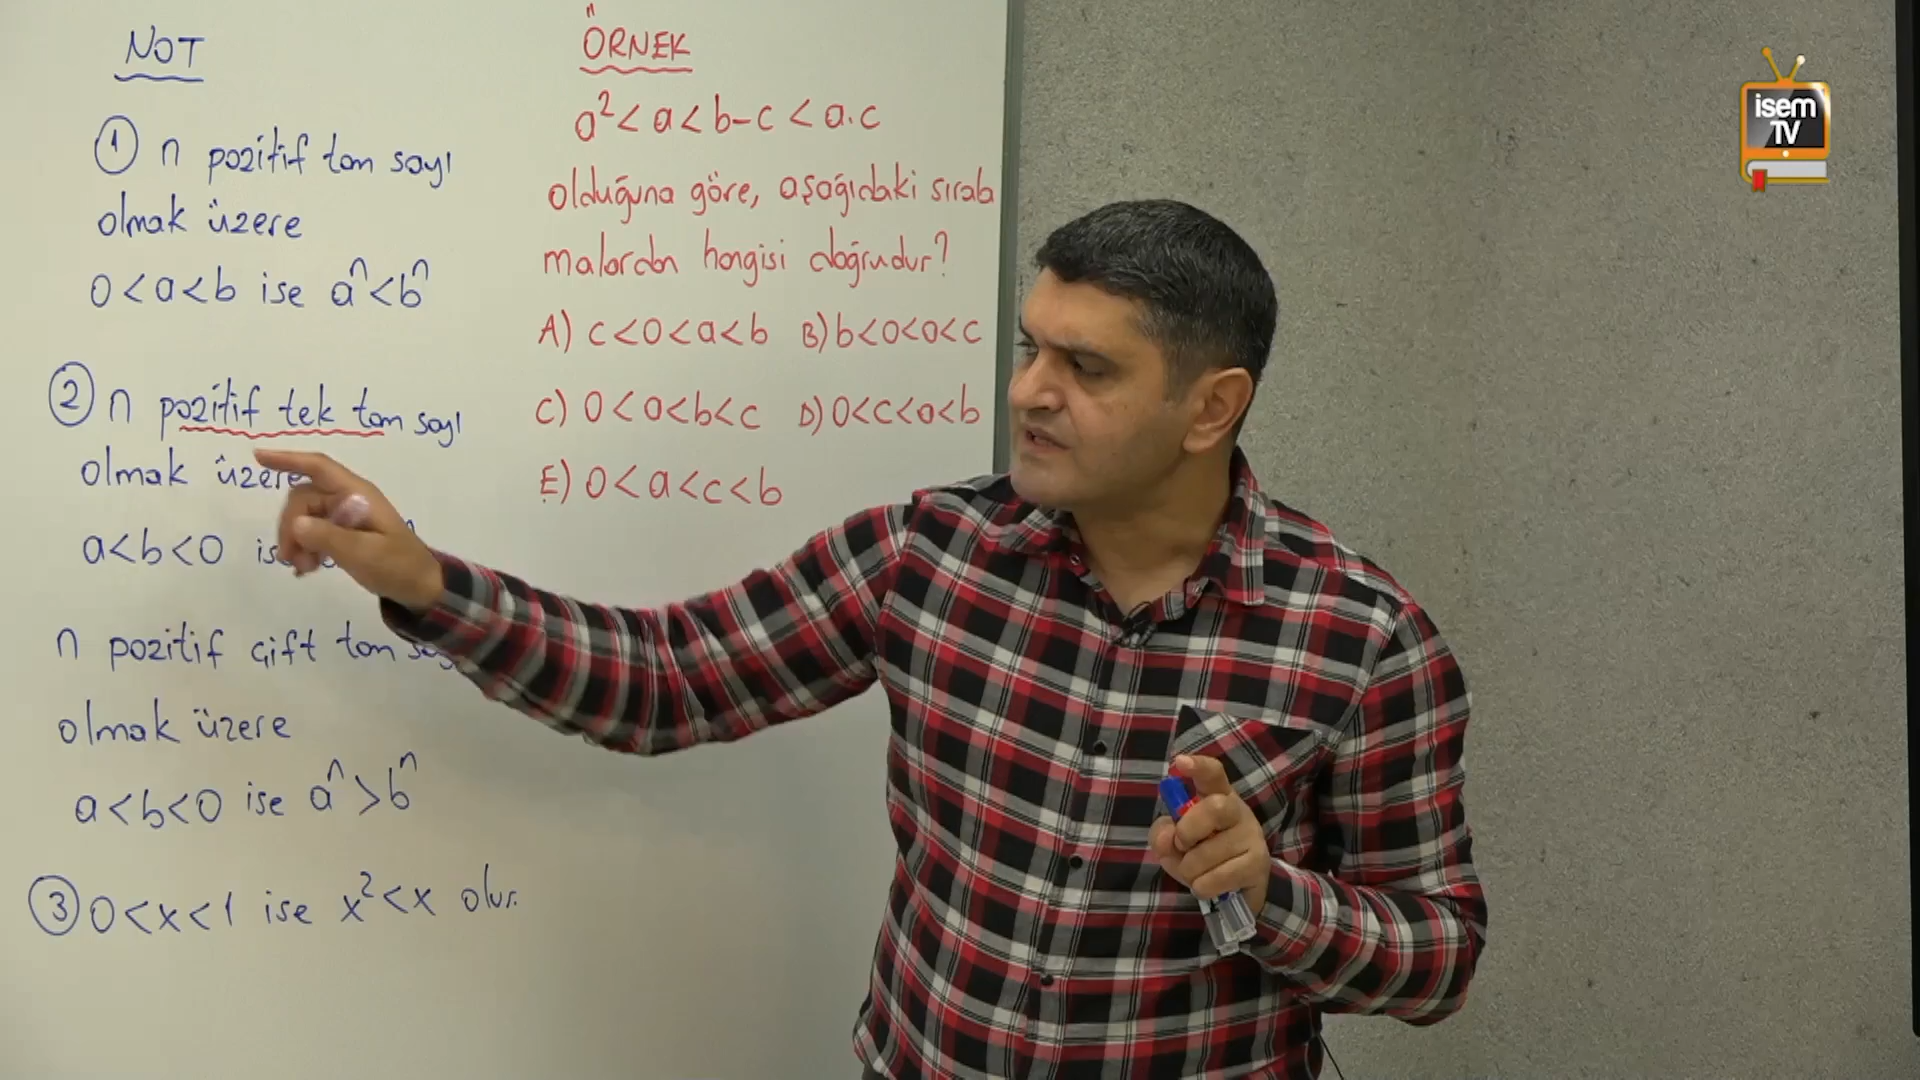 NOT
① n pozitif tam sayı
olmak üzere
0<a<b ise aⁿ<bⁿ
② n pozitif tek tam sayı
olmak üzere
a<b<0
n pozitif çift tam
olmak üzere
a<b<0 ise aⁿ>bⁿ
③ 0<x<1 ise x²<x olur.
ÖRNEK
a²<a<b-c<a.c
olduğuna göre, aşağıdaki sırala
malardan hangisi doğrudur?
A) c<0<a<b B) b<0<a<c
C) 0<a<b<c D) 0<c<a<b
E) 0<a<c<b
isem
TV